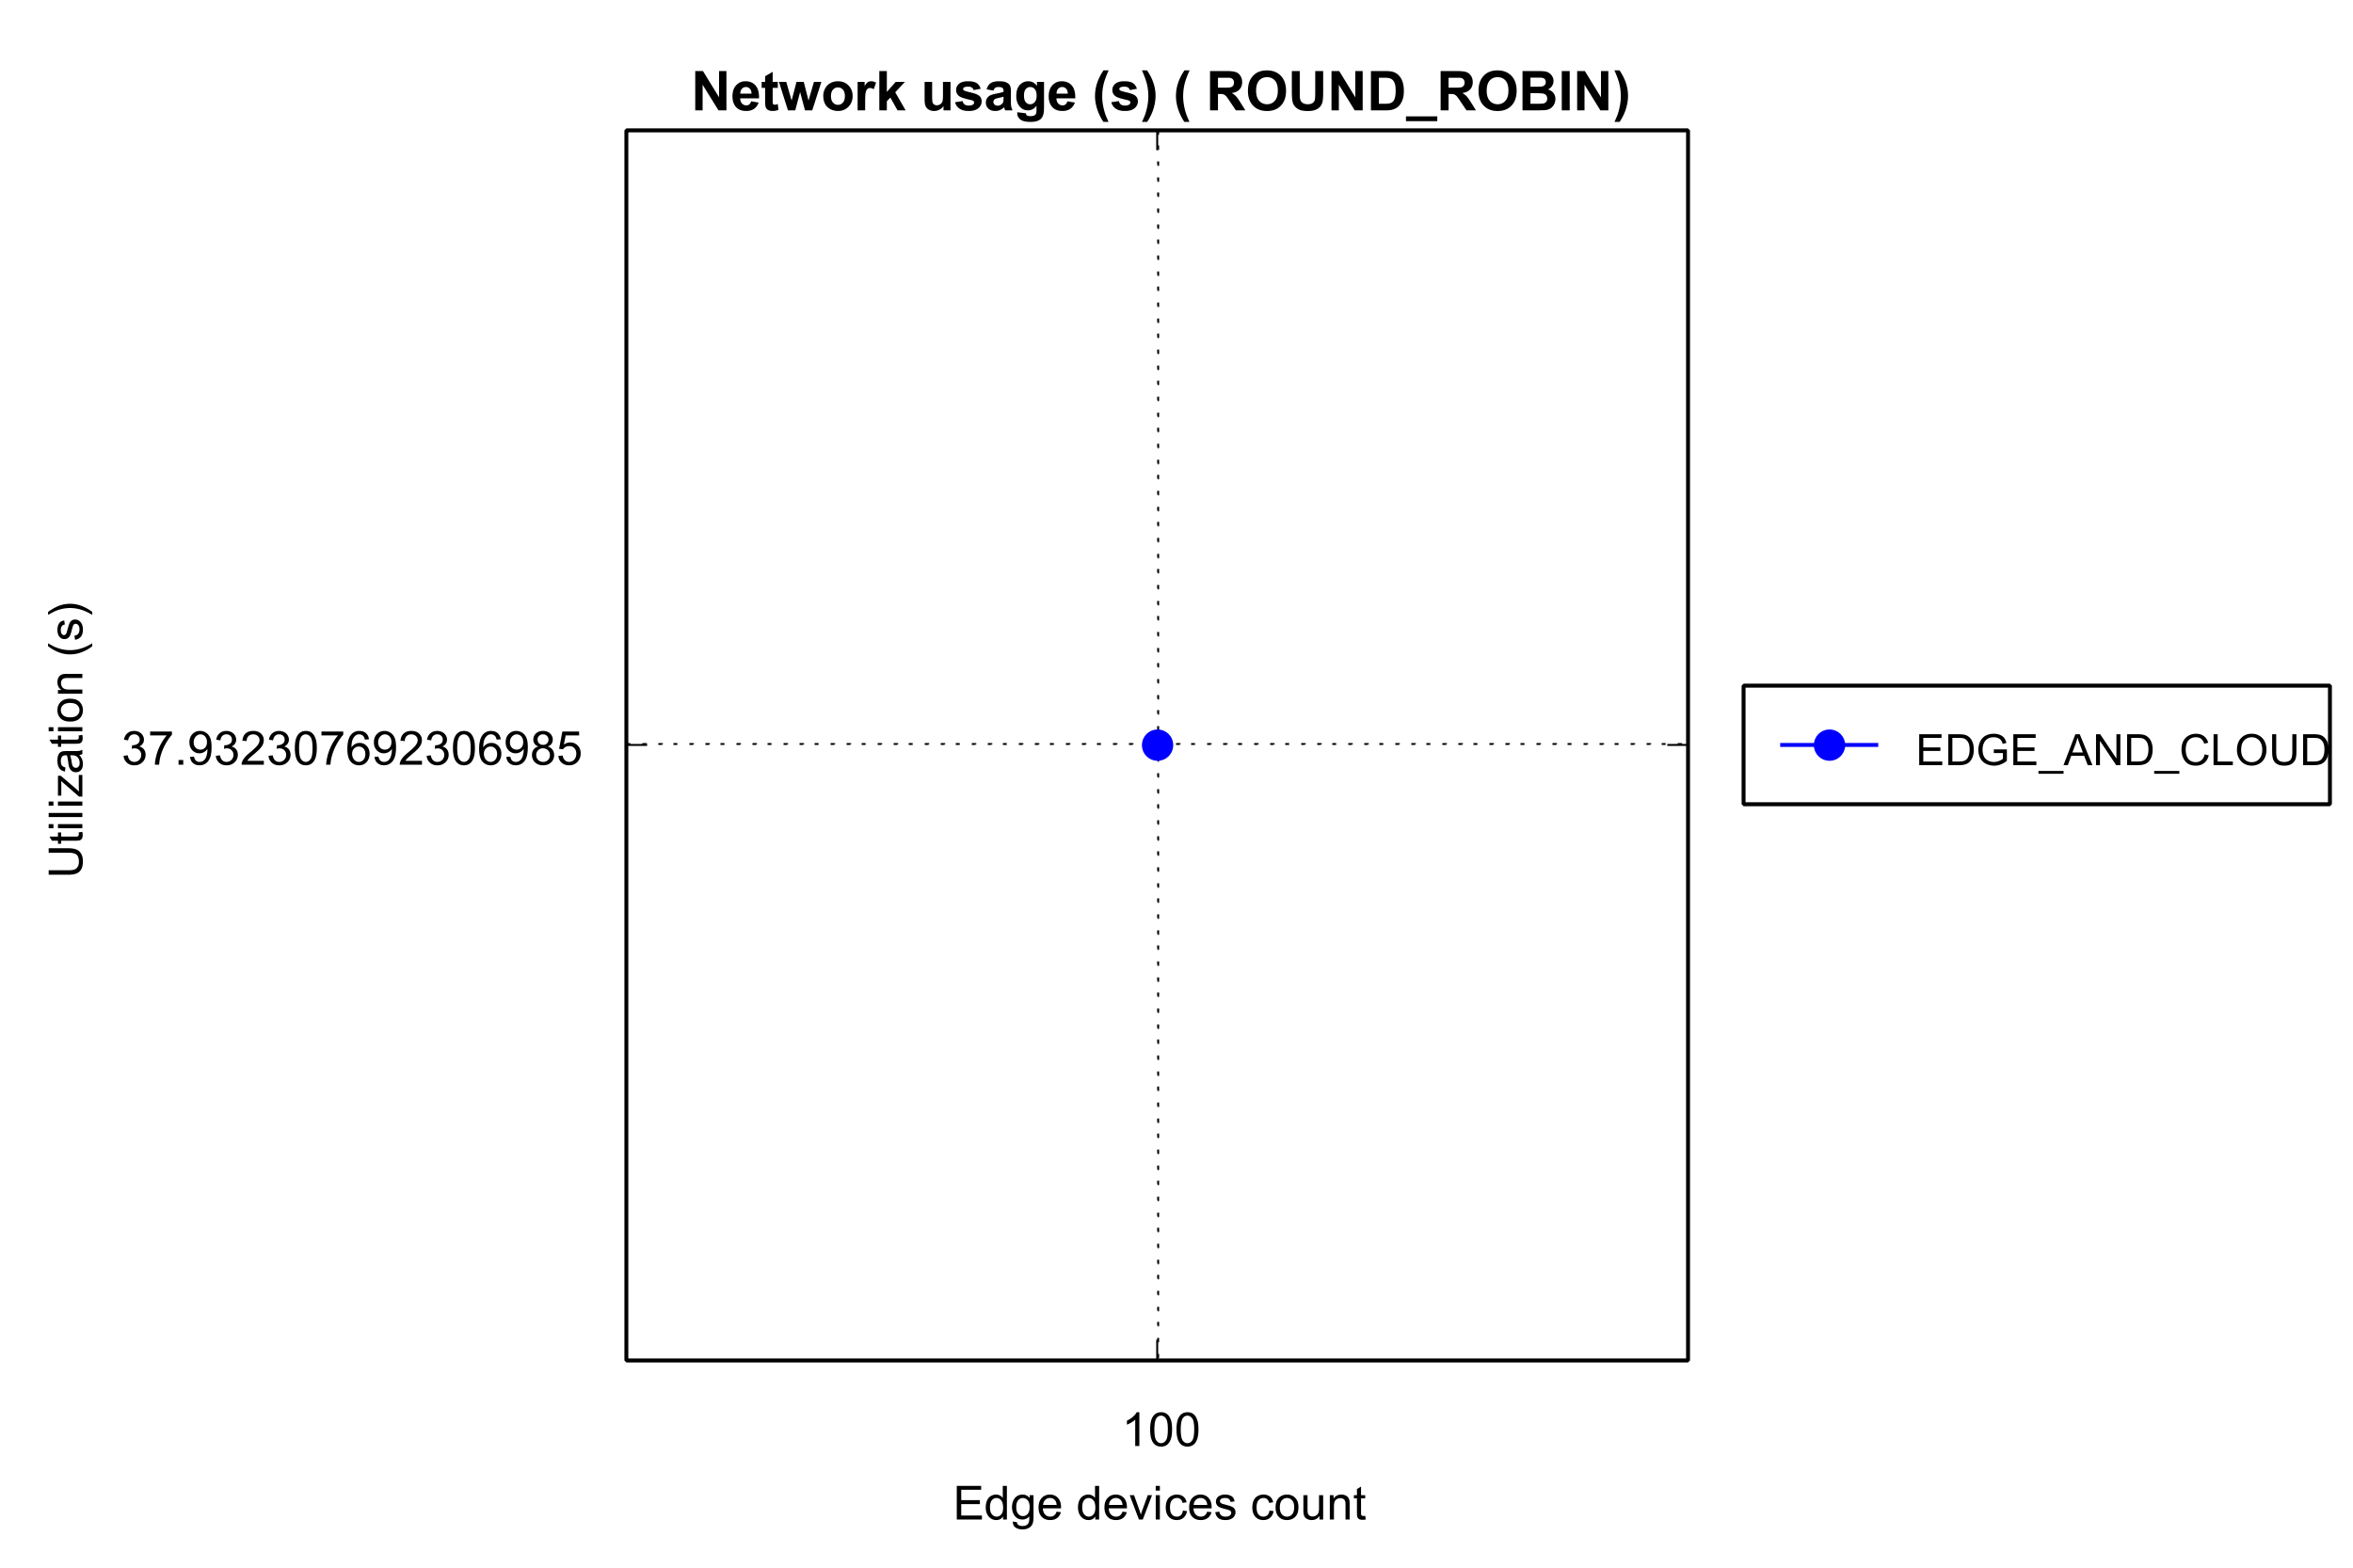 Network usage (s) ( ROUND_ROBIN)
Utilization (s)
37.932307692306985
EDGE_AND_CLOUD
100
Edge devices count